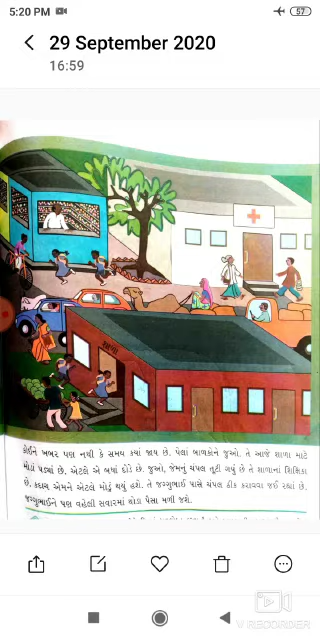 5:20 PM
57
29 September 2020
16:59
શાળા
કોઈને ખબર પણ નથી કે સમય ક્યાં જાય છે. પેલા બાળકોને જુઓ. તે આજે શાળા માટે
મોડાં પડ્યાં છે. એટલે એ બધાં દોડે છે. જુઓ, જેમનું ચંપલ તૂટી ગયું છે તે શાળાનાં શિક્ષિકા
છે. કદાચ એમને એટલે મોડું થયું હશે. તે જગ્ગુભાઈ પાસે ચંપલ ઠીક કરાવવા જઈ રહ્યાં છે.
જગ્ગુભાઈને પણ વહેલી સવારમાં થોડા પૈસા મળી જશે.
V RECORDER